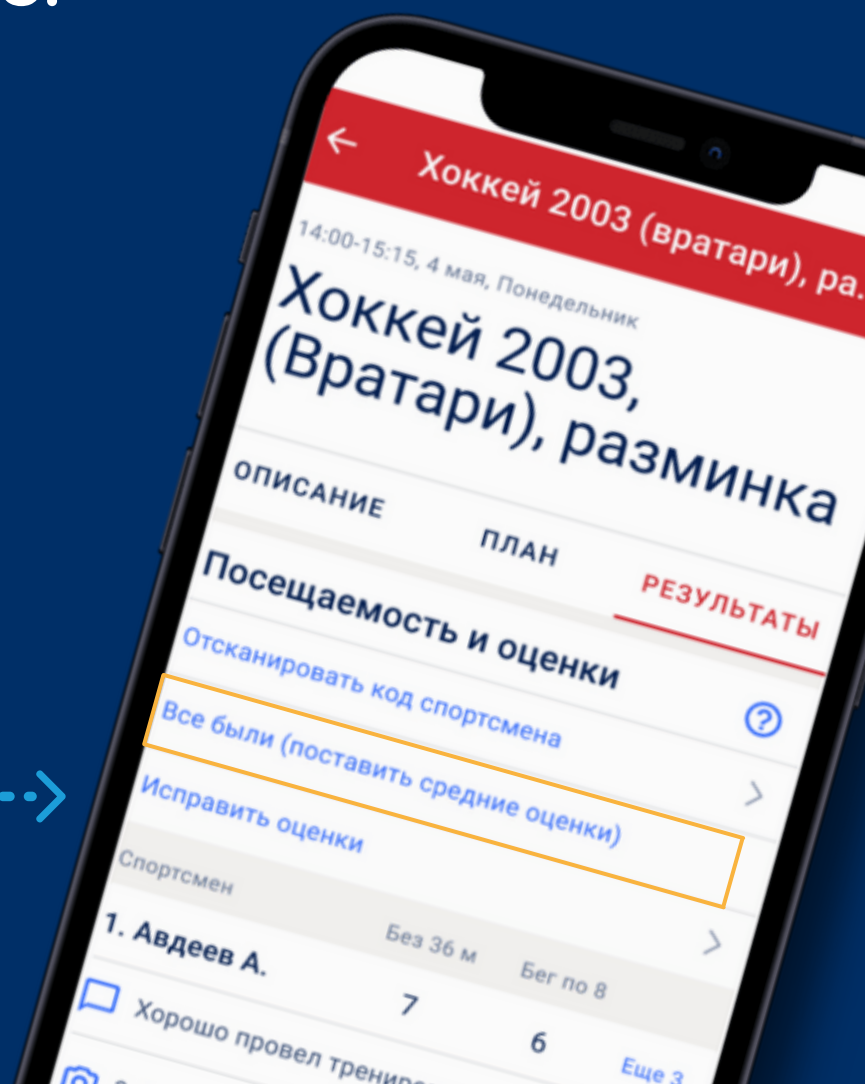 Хоккей 2003 (вратари), ра.
14:00-15:15, 4 мая, Понедельник
Хоккей 2003,
(Вратари), разминка
ОПИСАНИЕ ПЛАН РЕЗУЛЬТАТЫ
Посещаемость и оценки
Отсканировать код спортсмена
Все были (поставить средние оценки)
Исправить оценки
Спортсмен Без 36 м Бег по 8
1. Авдеев А. 7 6 Еще 3
Хорошо провел